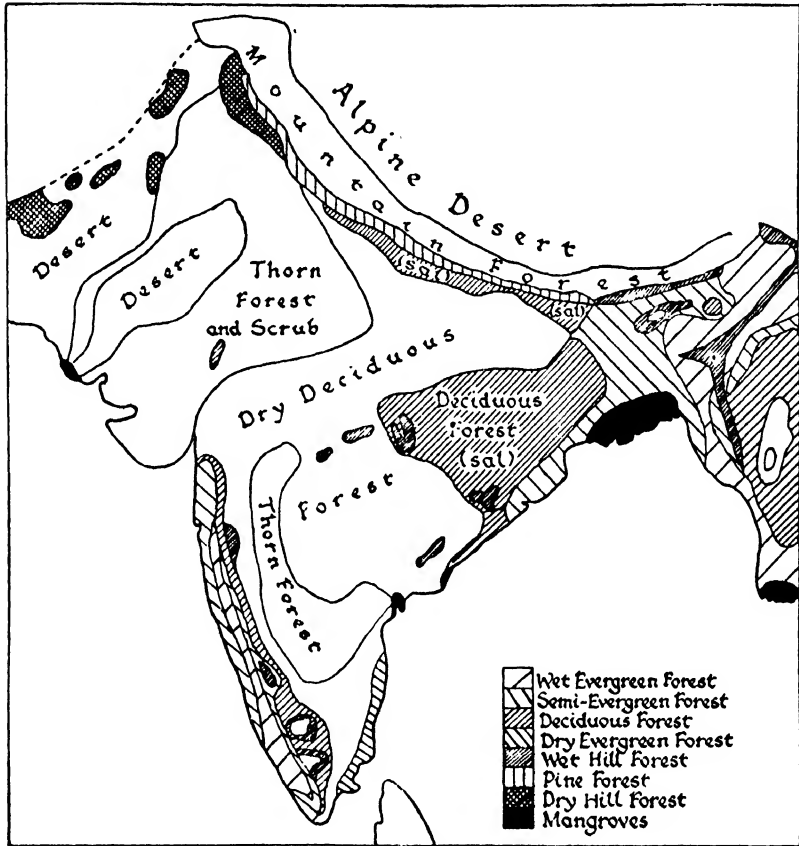 Mountain Forest
Alpine Desert
Desert
Desert
Thorn
Forest
and Scrub
(sal)
(sal)
Dry Deciduous
Forest
Deciduous
Forest
(sal)
Thorn Forest
Wet Evergreen Forest
Semi-Evergreen Forest
Deciduous Forest
Dry Evergreen Forest
Wet Hill Forest
Pine Forest
Dry Hill Forest
Mangroves